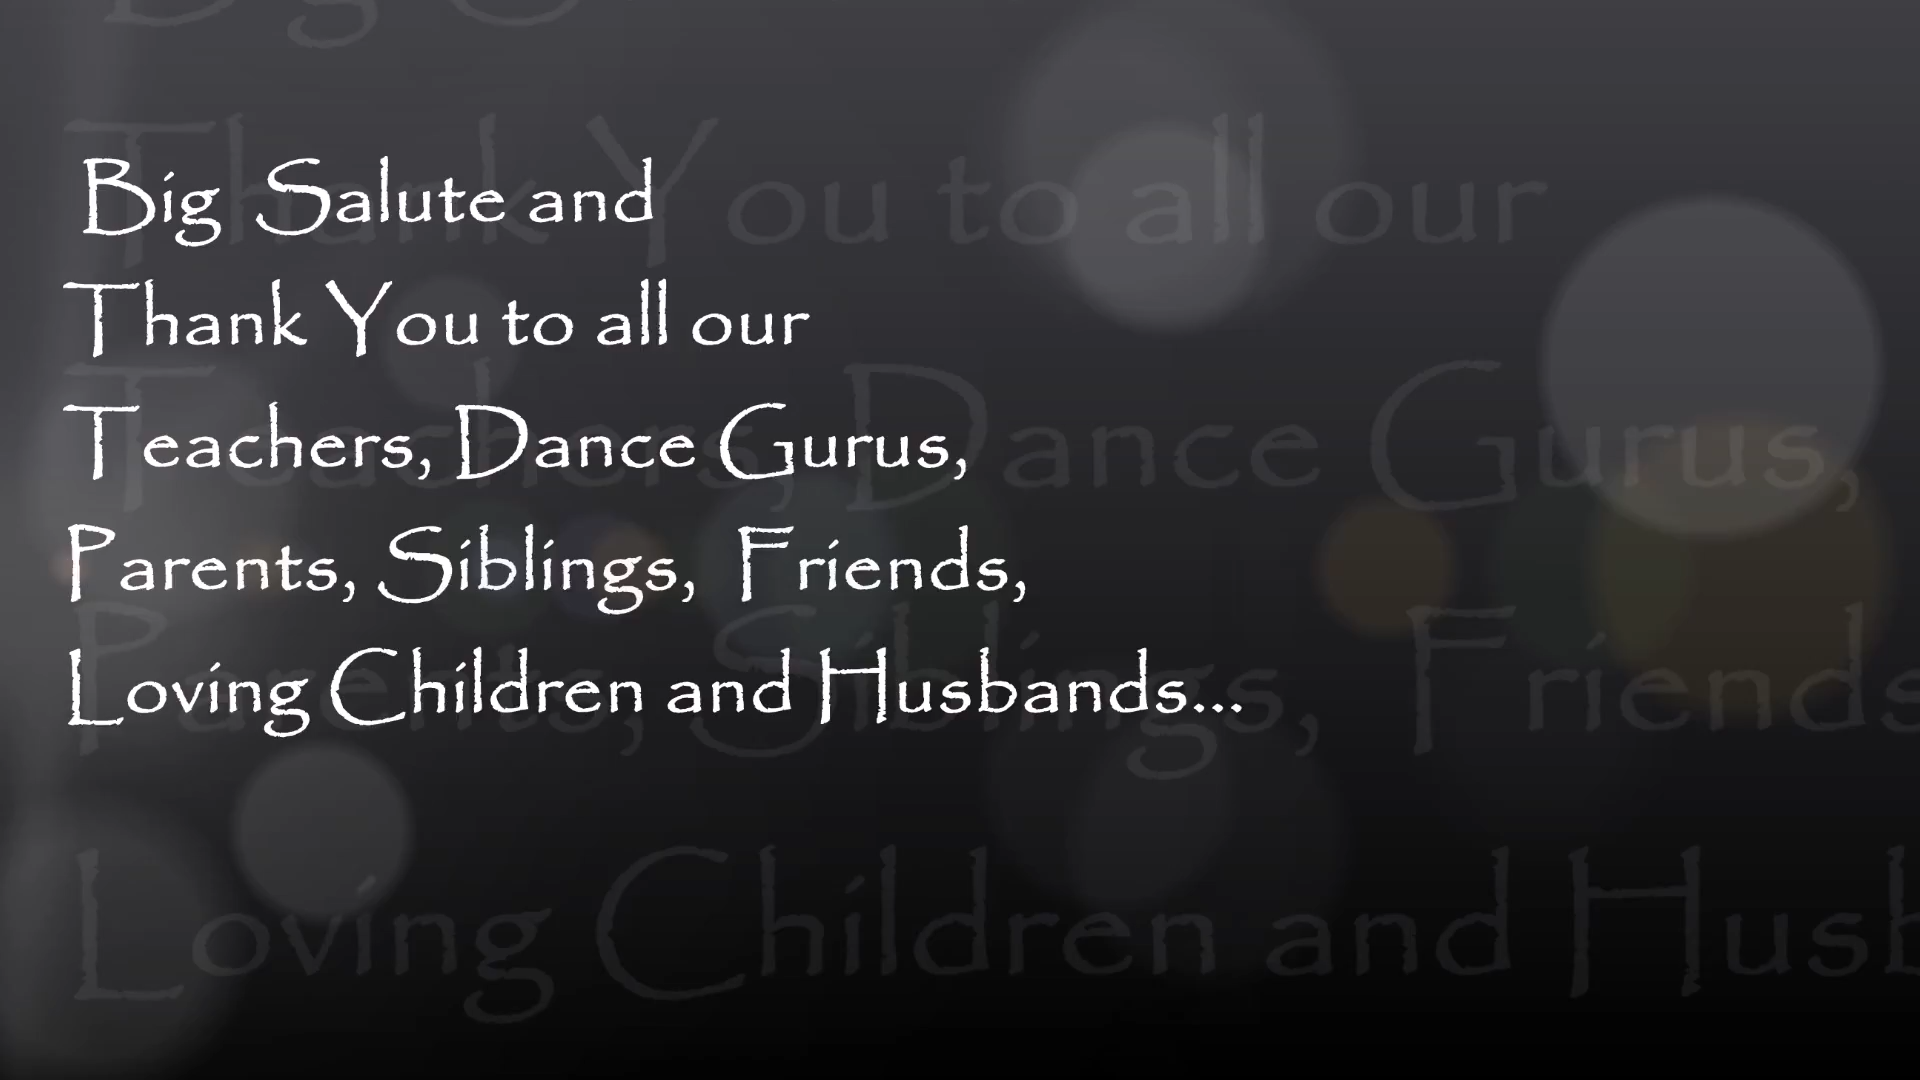 Big Salute and
Thank You to all our
Teachers, Dance Gurus,
Parents, Siblings, Friends,
Loving Children and Husbands...